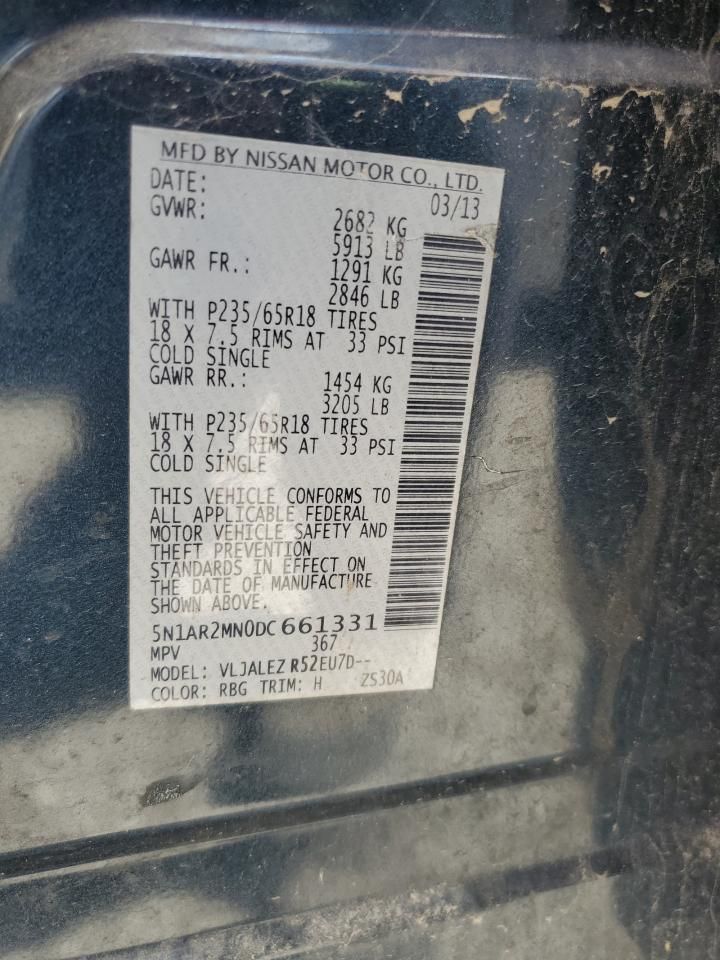 MFD BY NISSAN MOTOR CO., LTD.
DATE: 03/13
GVWR: 2682 KG
5913 LB
GAWR FR.: 1291 KG
2846 LB
WITH P235/65R18 TIRES
18 X 7.5 RIMS AT 33 PSI
COLD SINGLE
GAWR RR.: 1454 KG
3205 LB
WITH P235/65R18 TIRES
18 X 7.5 RIMS AT 33 PSI
COLD SINGLE
THIS VEHICLE CONFORMS TO
ALL APPLICABLE FEDERAL
MOTOR VEHICLE SAFETY AND
THEFT PREVENTION
STANDARDS IN EFFECT ON
THE DATE OF MANUFACTURE
SHOWN ABOVE.
5N1AR2MN0DC661331
MPV 367
MODEL: VLJALEZ R52EU7D--
COLOR: RBG TRIM: H ZS30A